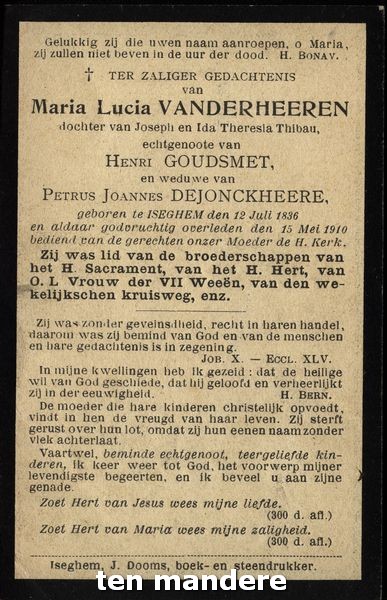 Gelukkig zij die uwen naam aanroepen, o Maria,
zij zullen niet beven in de uur der dood. H. BONAV.
† TER ZALIGER GEDACHTENIS
van
Maria Lucia VANDERHEEREN
dochter van Joseph en Ida Theresia Thibau,
echtgenoote van
HENRI GOUDSMET,
en weduwe van
PETRUS JOANNES DEJONCKHEERE,
geboren te ISEGHEM den 12 Juli 1836
en aldaar godvruchtig overleden den 15 Mei 1910
bediend van de gerechten onzer Moeder de H. Kerk.
Zij was lid van de broederschappen van
het H. Sacrament, van het H. Hert, van
O. L Vrouw der VII Weeën, van den we-
kelijkschen kruisweg, enz.
Zij was zonder geveinsdheid, recht in haren handel,
daarom was zij bemind van God en van de menschen
en hare gedachtenis is in zegening.
JOB. X. — ECCL. XLV.
In mijne kwellingen heb ik gezeid : dat de heilige
wil van God geschiede, dat hij geloofd en verheerlijkt
zij in der eeuwigheid. H. BERN.
De moeder die hare kinderen christelijk opvoedt,
vindt in hen de vreugd van haar leven. Zij sterft
gerust over hun lot, omdat zij hun eenen naam zonder
vlek achterlaat.
Vaartwel, beminde echtgenoot, teergeliefde kin-
deren, ik keer weer tot God, het voorwerp mijner
levendigste begeerten, en ik beveel u aan zijne
genade.
Zoet Hert van Jesus wees mijne liefde.
(300 d. afl.)
Zoet Hert van Maria wees mijne zaligheid.
(300 d. afl.)
Iseghem, J. Dooms, boek- en steendrukker.
ten mandere